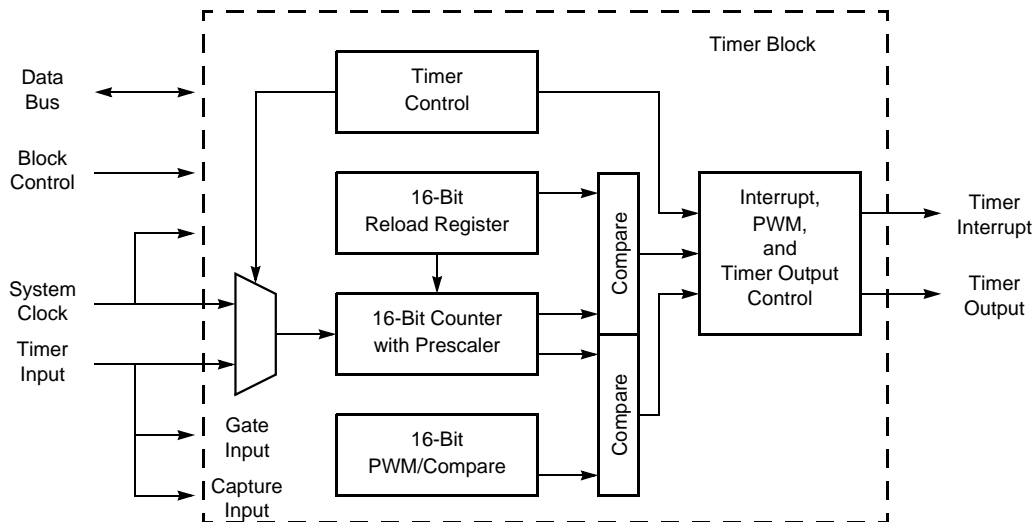 Timer Block
Data
Bus
Block
Control
System
Clock
Timer
Input
Gate
Input
Capture
Input
Timer
Control
16-Bit
Reload Register
16-Bit Counter
with Prescaler
16-Bit
PWM/Compare
Compare
Compare
Interrupt,
PWM,
and
Timer Output
Control
Timer
Interrupt
Timer
Output